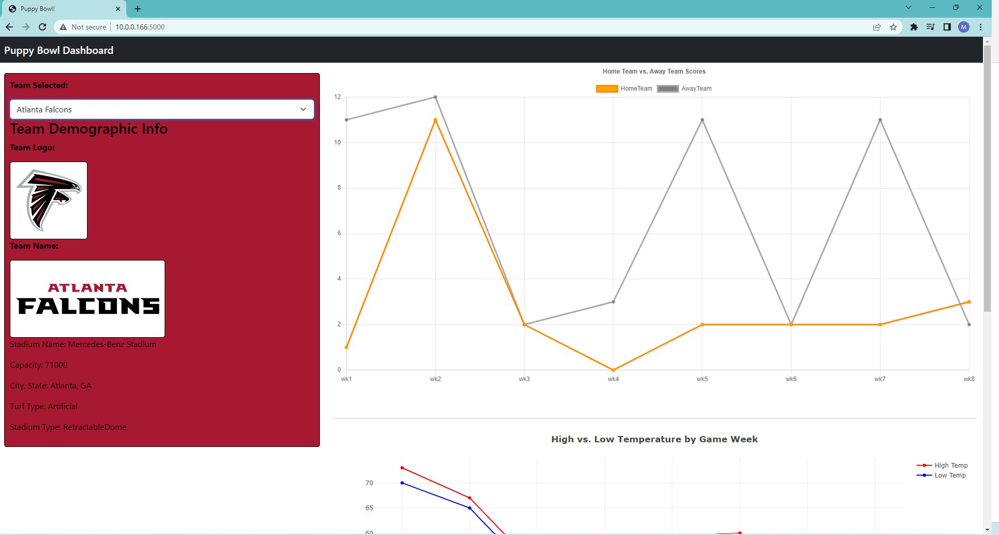 Puppy Bowl!
Not secure
10.0.0.166:5000
M
Puppy Bowl Dashboard
Team Selected:
Atlanta Falcons
Team Demographic Info
Team Logo:
Team Name:
ATLANTA
FALCONS
Stadium Name: Mercedes-Benz Stadium
Capacity: 71000
City, State: Atlanta, GA
Turf Type: Artificial
Stadium Type: RetractableDome
Home Team vs. Away Team Scores
HomeTeam AwayTeam
12
10
8
6
4
2
0
wk1 wk2 wk3 wk4 wk5 wk6 wk7 wk8
High vs. Low Temperature by Game Week
High Temp
Low Temp
70
65
60